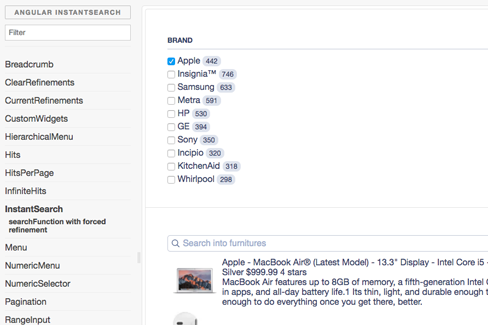 ANGULAR INSTANTSEARCH
Filter
Breadcrumb
ClearRefinements
CurrentRefinements
CustomWidgets
HierarchicalMenu
Hits
HitsPerPage
InfiniteHits
InstantSearch
searchFunction with forced
refinement
Menu
NumericMenu
NumericSelector
Pagination
RangeInput
BRAND
Apple 442
Insignia™ 746
Samsung 633
Metra 591
HP 530
GE 394
Sony 350
Incipio 320
KitchenAid 318
Whirlpool 298
Search into furnitures
Apple - MacBook Air® (Latest Model) - 13.3" Display - Intel Core i5 -
Silver $999.99 4 stars
MacBook Air features up to 8GB of memory, a fifth-generation Intel C
in apps, and all-day battery life.1 Its thin, light, and durable enough t
enough to do everything once you get there, better.